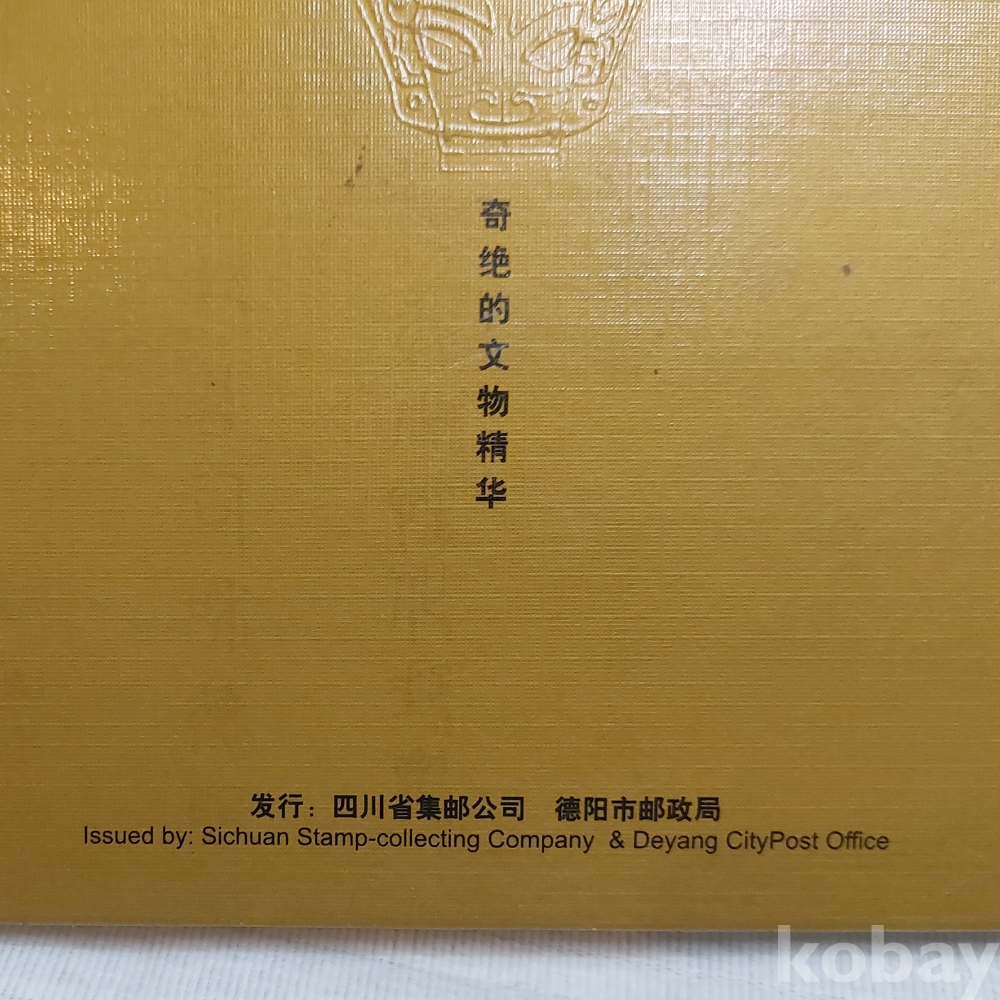 奇绝的文物精华
发行：四川省集邮公司　德阳市邮政局
Issued by: Sichuan Stamp-collecting Company & Deyang CityPost Office
kobay